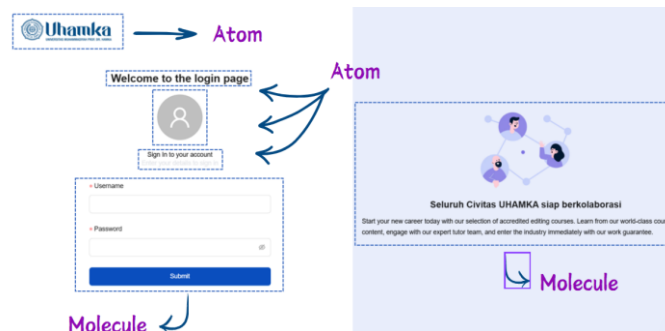 Uhamka
Atom
Welcome to the login page
Atom
Sign In to your account
Username
Password
Submit
Molecule
Seluruh Civitas UHAMKA siap berkolaborasi
Start your new career today with our selection of accredited editing courses. Learn from our world-class cou
content, engage with our expert tutor team, and enter the industry immediately with our work guarantee.
Molecule